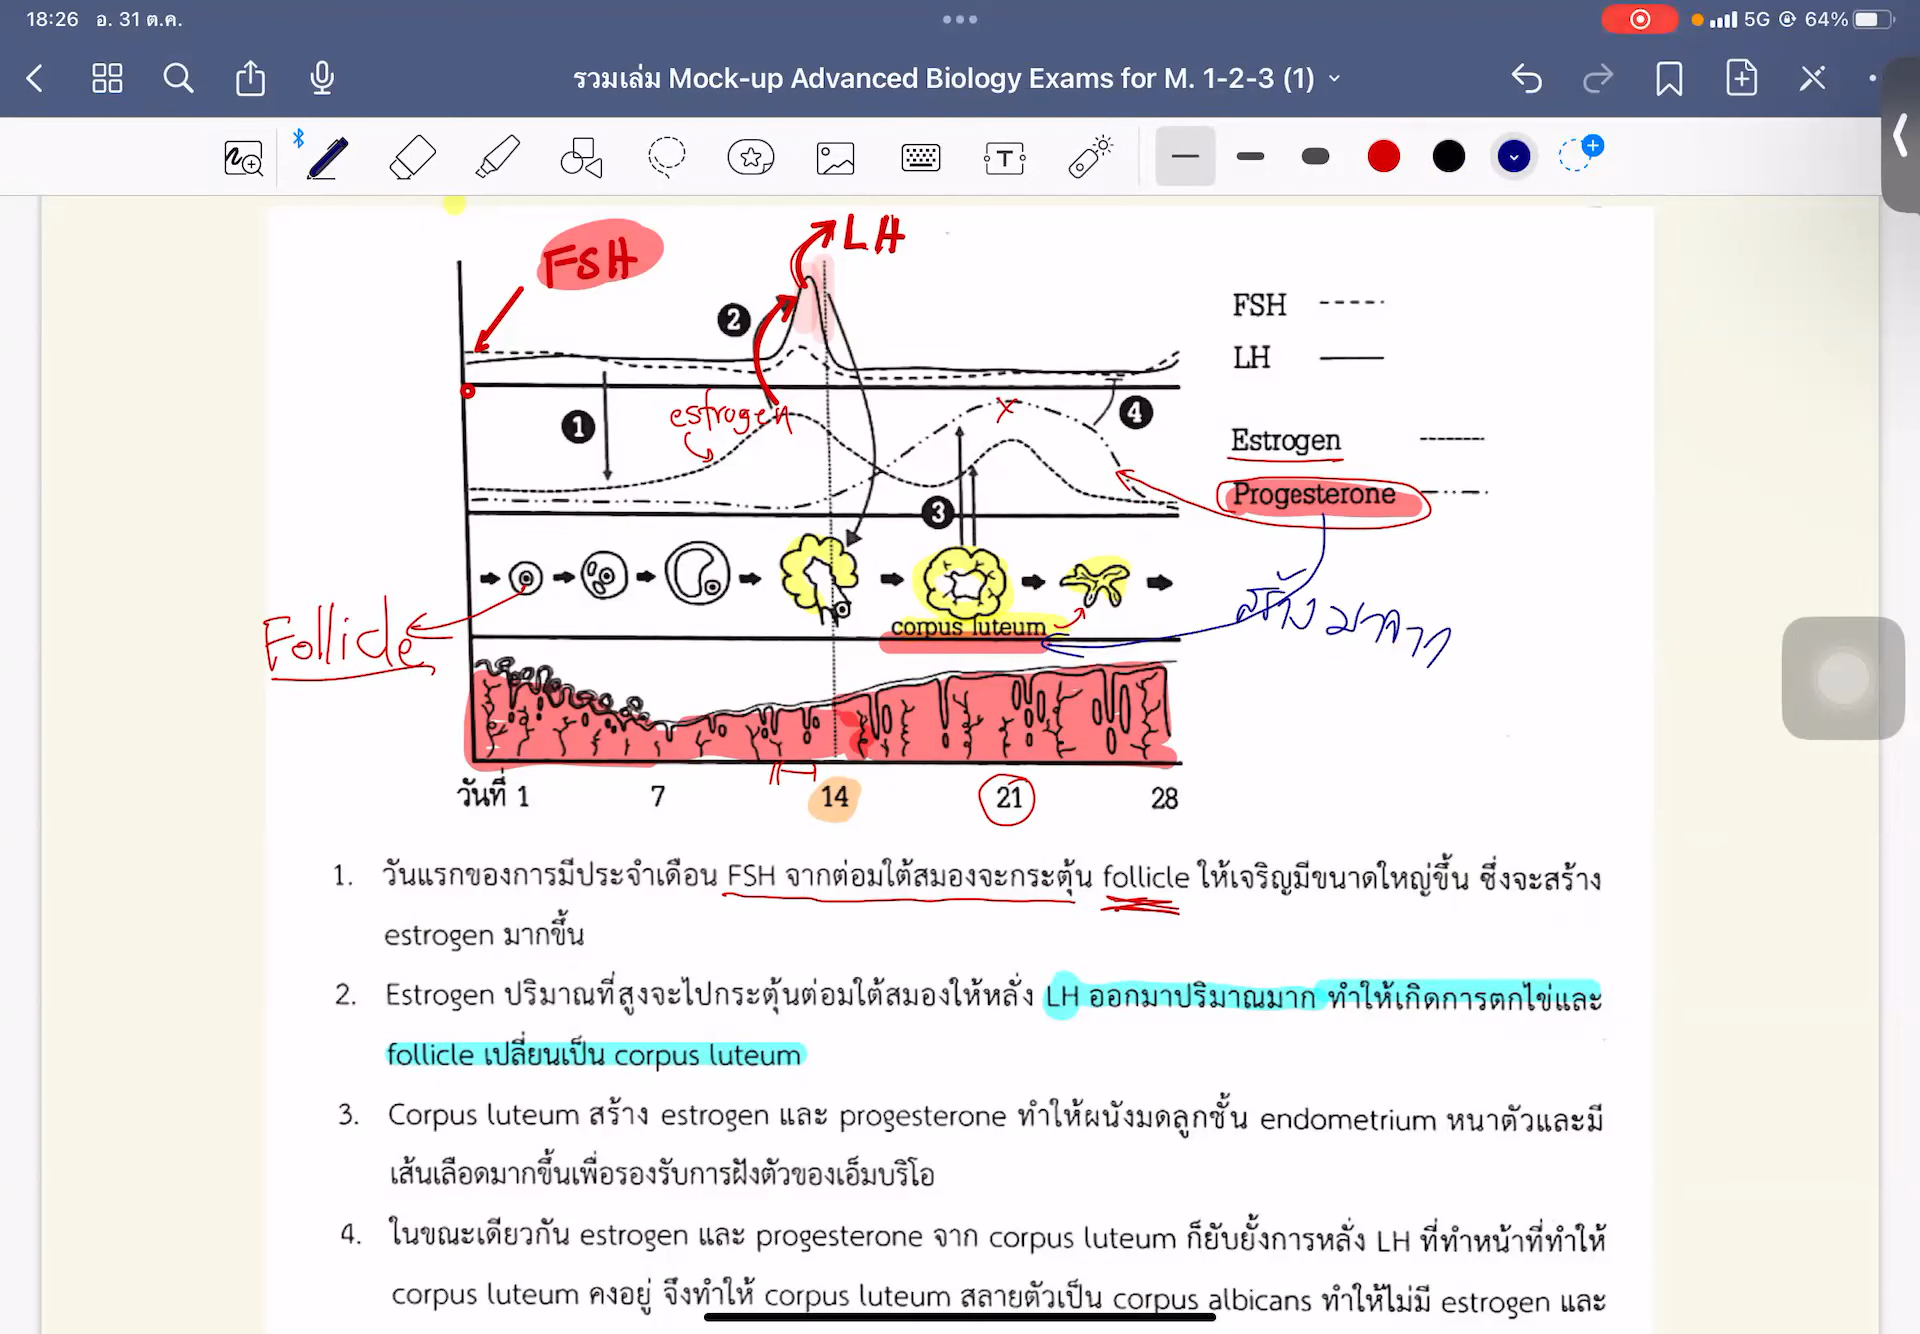 18:26 อ. 31 ต.ค.
5G 64%
รวมเล่ม Mock-up Advanced Biology Exams for M. 1-2-3 (1)
T
FSH
LH
2
FSH
LH
1
estrogen
4
Estrogen
Progesterone
3
Follicle
corpus luteum
สร้างมาจาก
วันที่ 1
7
14
21
28
1. วันแรกของการมีประจำเดือน FSH จากต่อมใต้สมองจะกระตุ้น follicle ให้เจริญมีขนาดใหญ่ขึ้น ซึ่งจะสร้าง
estrogen มากขึ้น
2. Estrogen ปริมาณที่สูงจะไปกระตุ้นต่อมใต้สมองให้หลั่ง LH ออกมาปริมาณมาก ทำให้เกิดการตกไข่และ
follicle เปลี่ยนเป็น corpus luteum
3. Corpus luteum สร้าง estrogen และ progesterone ทำให้ผนังมดลูกชั้น endometrium หนาตัวและมี
เส้นเลือดมากขึ้นเพื่อรองรับการฝังตัวของเอ็มบริโอ
4. ในขณะเดียวกัน estrogen และ progesterone จาก corpus luteum ก็ยับยั้งการหลั่ง LH ที่ทำหน้าที่ทำให้
corpus luteum คงอยู่ จึงทำให้ corpus luteum สลายตัวเป็น corpus albicans ทำให้ไม่มี estrogen และ